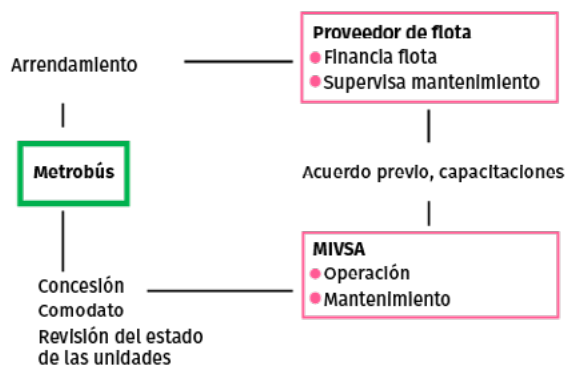 Proveedor de flota
Financia flota
Supervisa mantenimiento
Arrendamiento
Metrobús
Acuerdo previo, capacitaciones
MIVSA
Operación
Mantenimiento
Concesión
Comodato
Revisión del estado
de las unidades